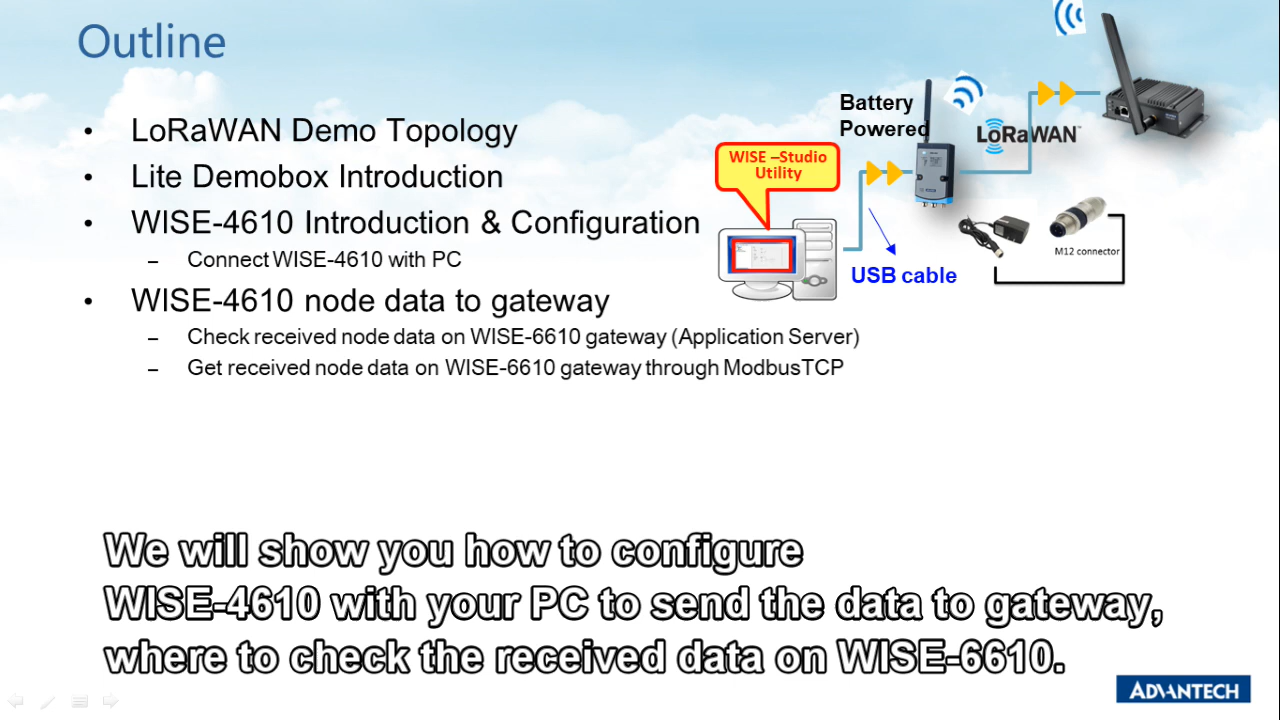 Outline
• LoRaWAN Demo Topology
• Lite Demobox Introduction
• WISE-4610 Introduction & Configuration
– Connect WISE-4610 with PC
• WISE-4610 node data to gateway
– Check received node data on WISE-6610 gateway (Application Server)
– Get received node data on WISE-6610 gateway through ModbusTCP
Battery
Powered
LoRaWAN™
WISE –Studio
Utility
M12 connector
USB cable
We will show you how to configure
WISE-4610 with your PC to send the data to gateway,
where to check the received data on WISE-6610.
ADVANTECH